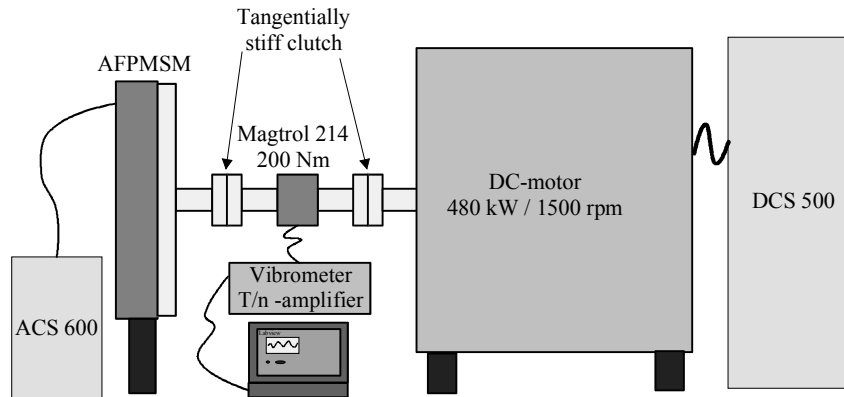 Tangentially
stiff clutch
AFPMSM
Magtrol 214
200 Nm
DC-motor
480 kW / 1500 rpm
DCS 500
Vibrometer
T/n -amplifier
ACS 600
Labview